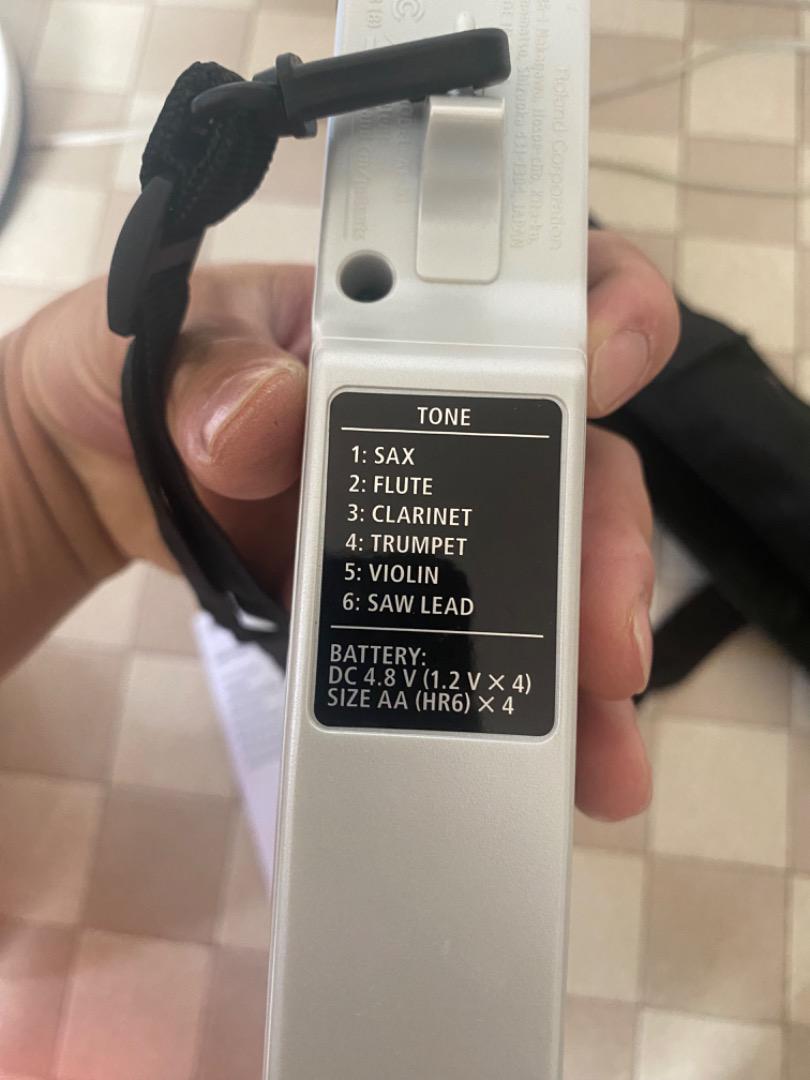 Roland Corporation
TONE
1: SAX
2: FLUTE
3: CLARINET
4: TRUMPET
5: VIOLIN
6: SAW LEAD
BATTERY:
DC 4.8 V (1.2 V × 4)
SIZE AA (HR6) × 4